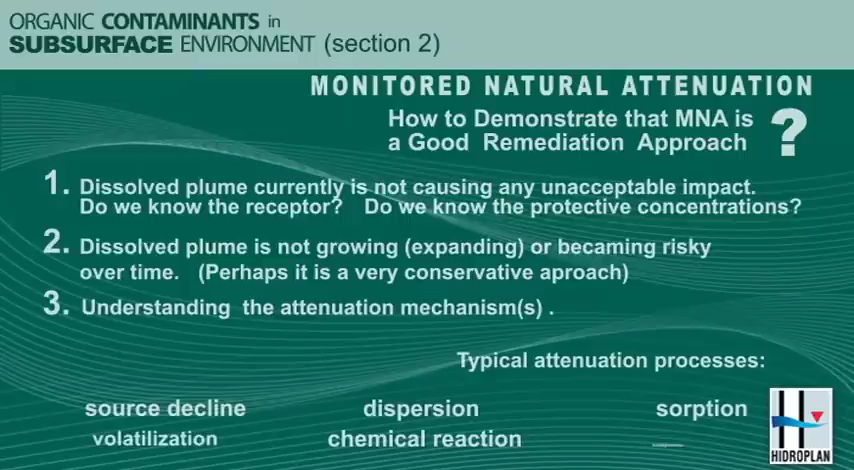 ORGANIC CONTAMINANTS in
SUBSURFACE ENVIRONMENT (section 2)
MONITORED NATURAL ATTENUATION
How to Demonstrate that MNA is
a Good Remediation Approach ?
1. Dissolved plume currently is not causing any unacceptable impact.
Do we know the receptor? Do we know the protective concentrations?
2. Dissolved plume is not growing (expanding) or becaming risky
over time. (Perhaps it is a very conservative aproach)
3. Understanding the attenuation mechanism(s) .
Typical attenuation processes:
source decline dispersion sorption
volatilization chemical reaction
HIDROPLAN